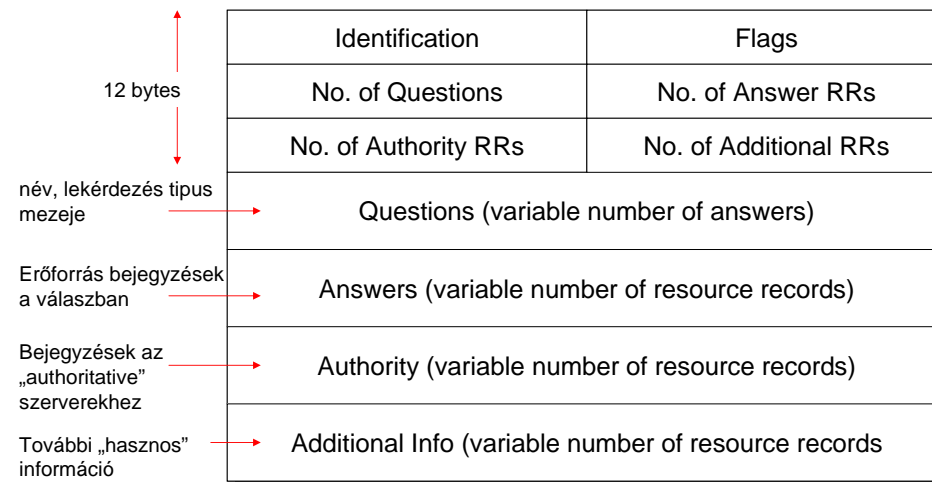 Identification
Flags
12 bytes
No. of Questions
No. of Answer RRs
No. of Authority RRs
No. of Additional RRs
név, lekérdezés tipus
mezeje
Questions (variable number of answers)
Erőforrás bejegyzések
a válaszban
Answers (variable number of resource records)
Bejegyzések az
„authoritative”
szerverekhez
Authority (variable number of resource records)
További „hasznos”
információ
Additional Info (variable number of resource records